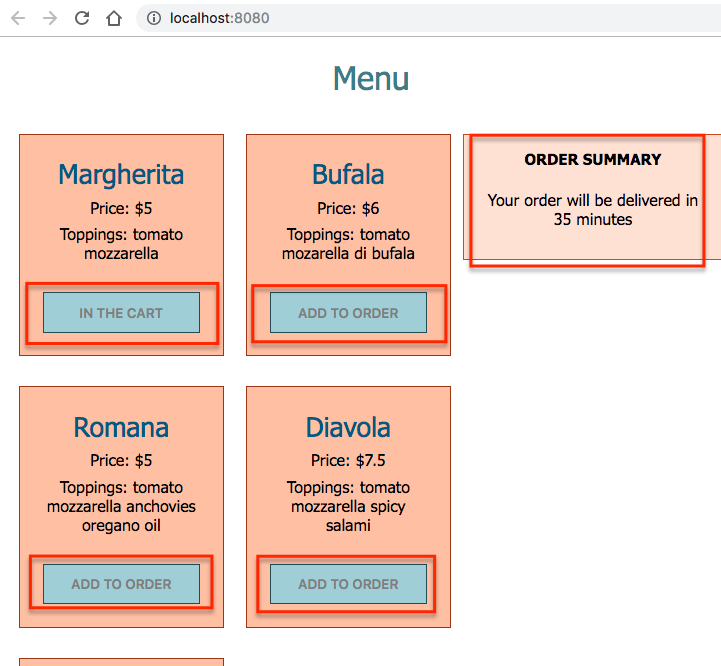 localhost:8080
Menu
Margherita
Price: $5
Toppings: tomato
mozzarella
IN THE CART
Bufala
Price: $6
Toppings: tomato
mozarella di bufala
ADD TO ORDER
ORDER SUMMARY
Your order will be delivered in
35 minutes
Romana
Price: $5
Toppings: tomato
mozzarella anchovies
oregano oil
ADD TO ORDER
Diavola
Price: $7.5
Toppings: tomato
mozzarella spicy
salami
ADD TO ORDER